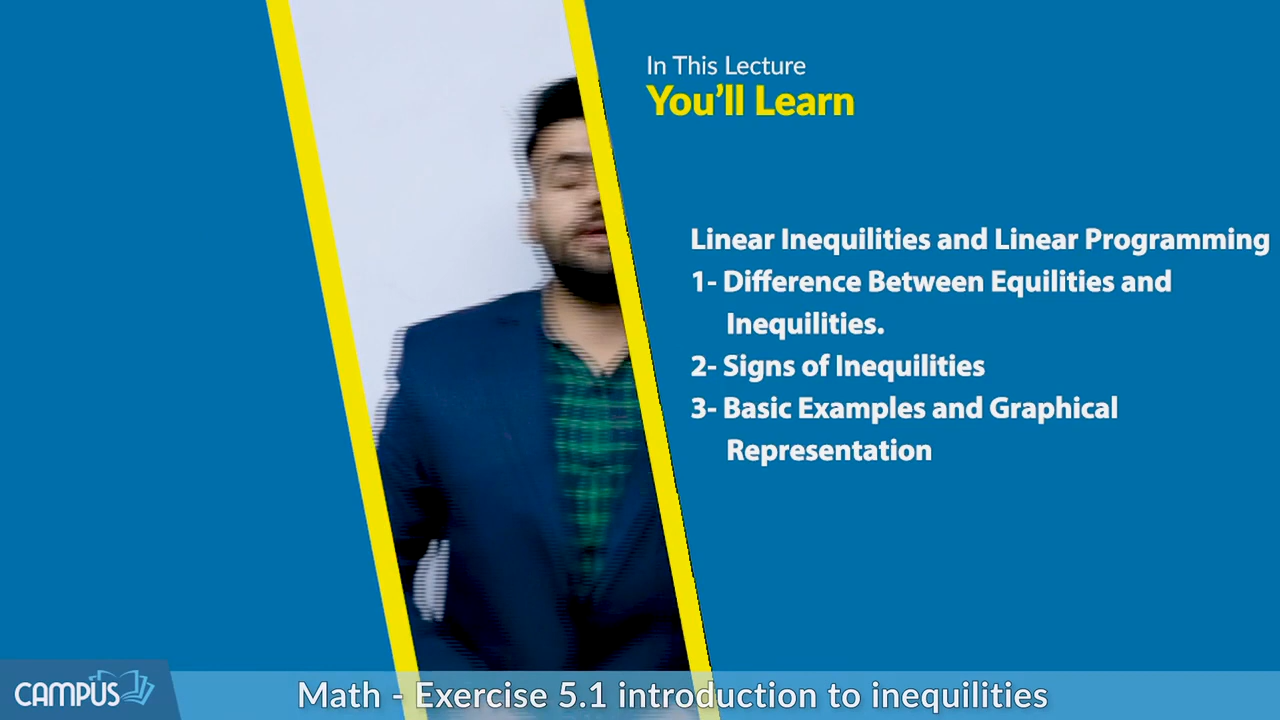 In This Lecture
You'll Learn
Linear Inequilities and Linear Programming
1- Difference Between Equilities and
Inequilities.
2- Signs of Inequilities
3- Basic Examples and Graphical
Representation
CAMPUS
Math - Exercise 5.1 introduction to inequilities